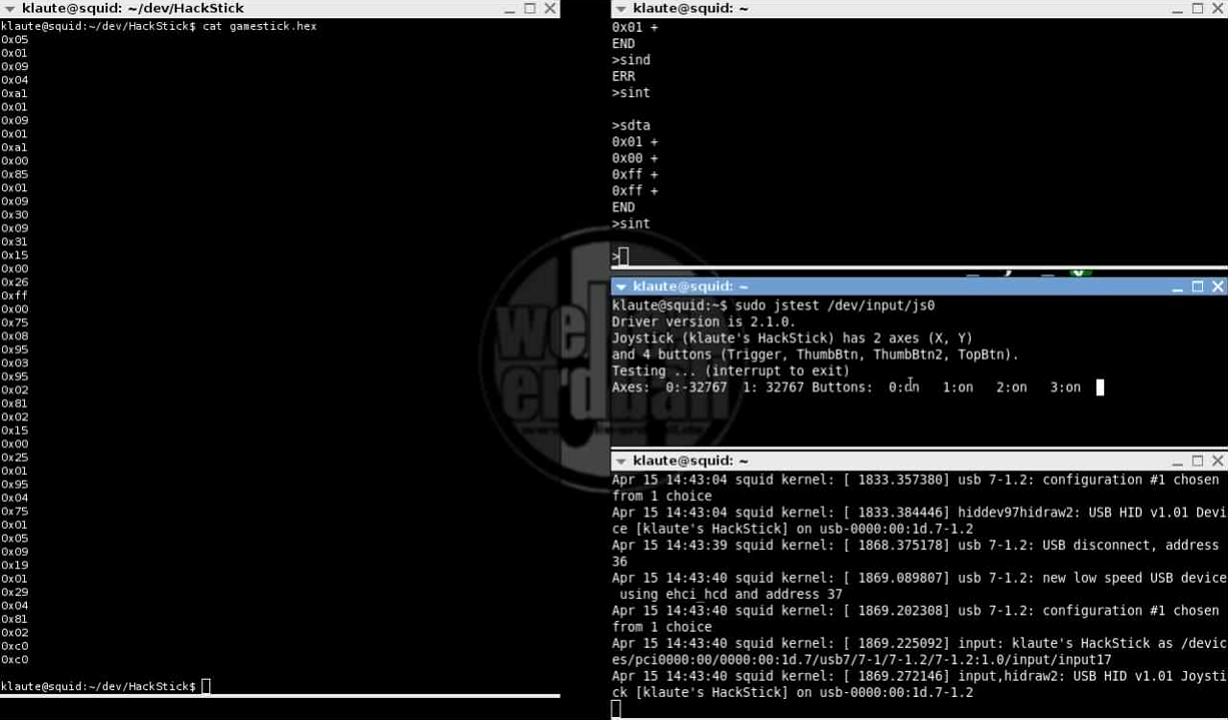 klaute@squid: ~/dev/HackStick
klaute@squid:~/dev/HackStick$ cat gamestick.hex
0x05
0x01
0x09
0x04
0xa1
0x01
0x09
0x01
0xa1
0x00
0x85
0x01
0x09
0x30
0x09
0x31
0x15
0x00
0x26
0xff
0x00
0x75
0x08
0x95
0x03
0x95
0x02
0x81
0x02
0x15
0x00
0x25
0x01
0x95
0x04
0x75
0x01
0x05
0x09
0x19
0x01
0x29
0x04
0x81
0x02
0xc0
0xc0
klaute@squid:~/dev/HackStick$
klaute@squid: ~
0x01 +
END
>sind
ERR
>sint
>sdta
0x01 +
0x00 +
0xff +
0xff +
END
>sint
>
klaute@squid: ~
klaute@squid:~$ sudo jstest /dev/input/js0
Driver version is 2.1.0.
Joystick (klaute's HackStick) has 2 axes (X, Y)
and 4 buttons (Trigger, ThumbBtn, ThumbBtn2, TopBtn).
Testing ... (interrupt to exit)
Axes:  0:-32767  1: 32767 Buttons:  0:on   1:on   2:on   3:on
klaute@squid: ~
Apr 15 14:43:04 squid kernel: [ 1833.357380] usb 7-1.2: configuration #1 chosen
from 1 choice
Apr 15 14:43:04 squid kernel: [ 1833.384446] hiddev97hidraw2: USB HID v1.01 Devi
ce [klaute's HackStick] on usb-0000:00:1d.7-1.2
Apr 15 14:43:39 squid kernel: [ 1868.375178] usb 7-1.2: USB disconnect, address
36
Apr 15 14:43:40 squid kernel: [ 1869.089807] usb 7-1.2: new low speed USB device
using ehci_hcd and address 37
Apr 15 14:43:40 squid kernel: [ 1869.202308] usb 7-1.2: configuration #1 chosen
from 1 choice
Apr 15 14:43:40 squid kernel: [ 1869.225092] input: klaute's HackStick as /devic
es/pci0000:00/0000:00:1d.7/usb7/7-1/7-1.2/7-1.2:1.0/input/input17
Apr 15 14:43:40 squid kernel: [ 1869.272146] input,hidraw2: USB HID v1.01 Joysti
ck [klaute's HackStick] on usb-0000:00:1d.7-1.2